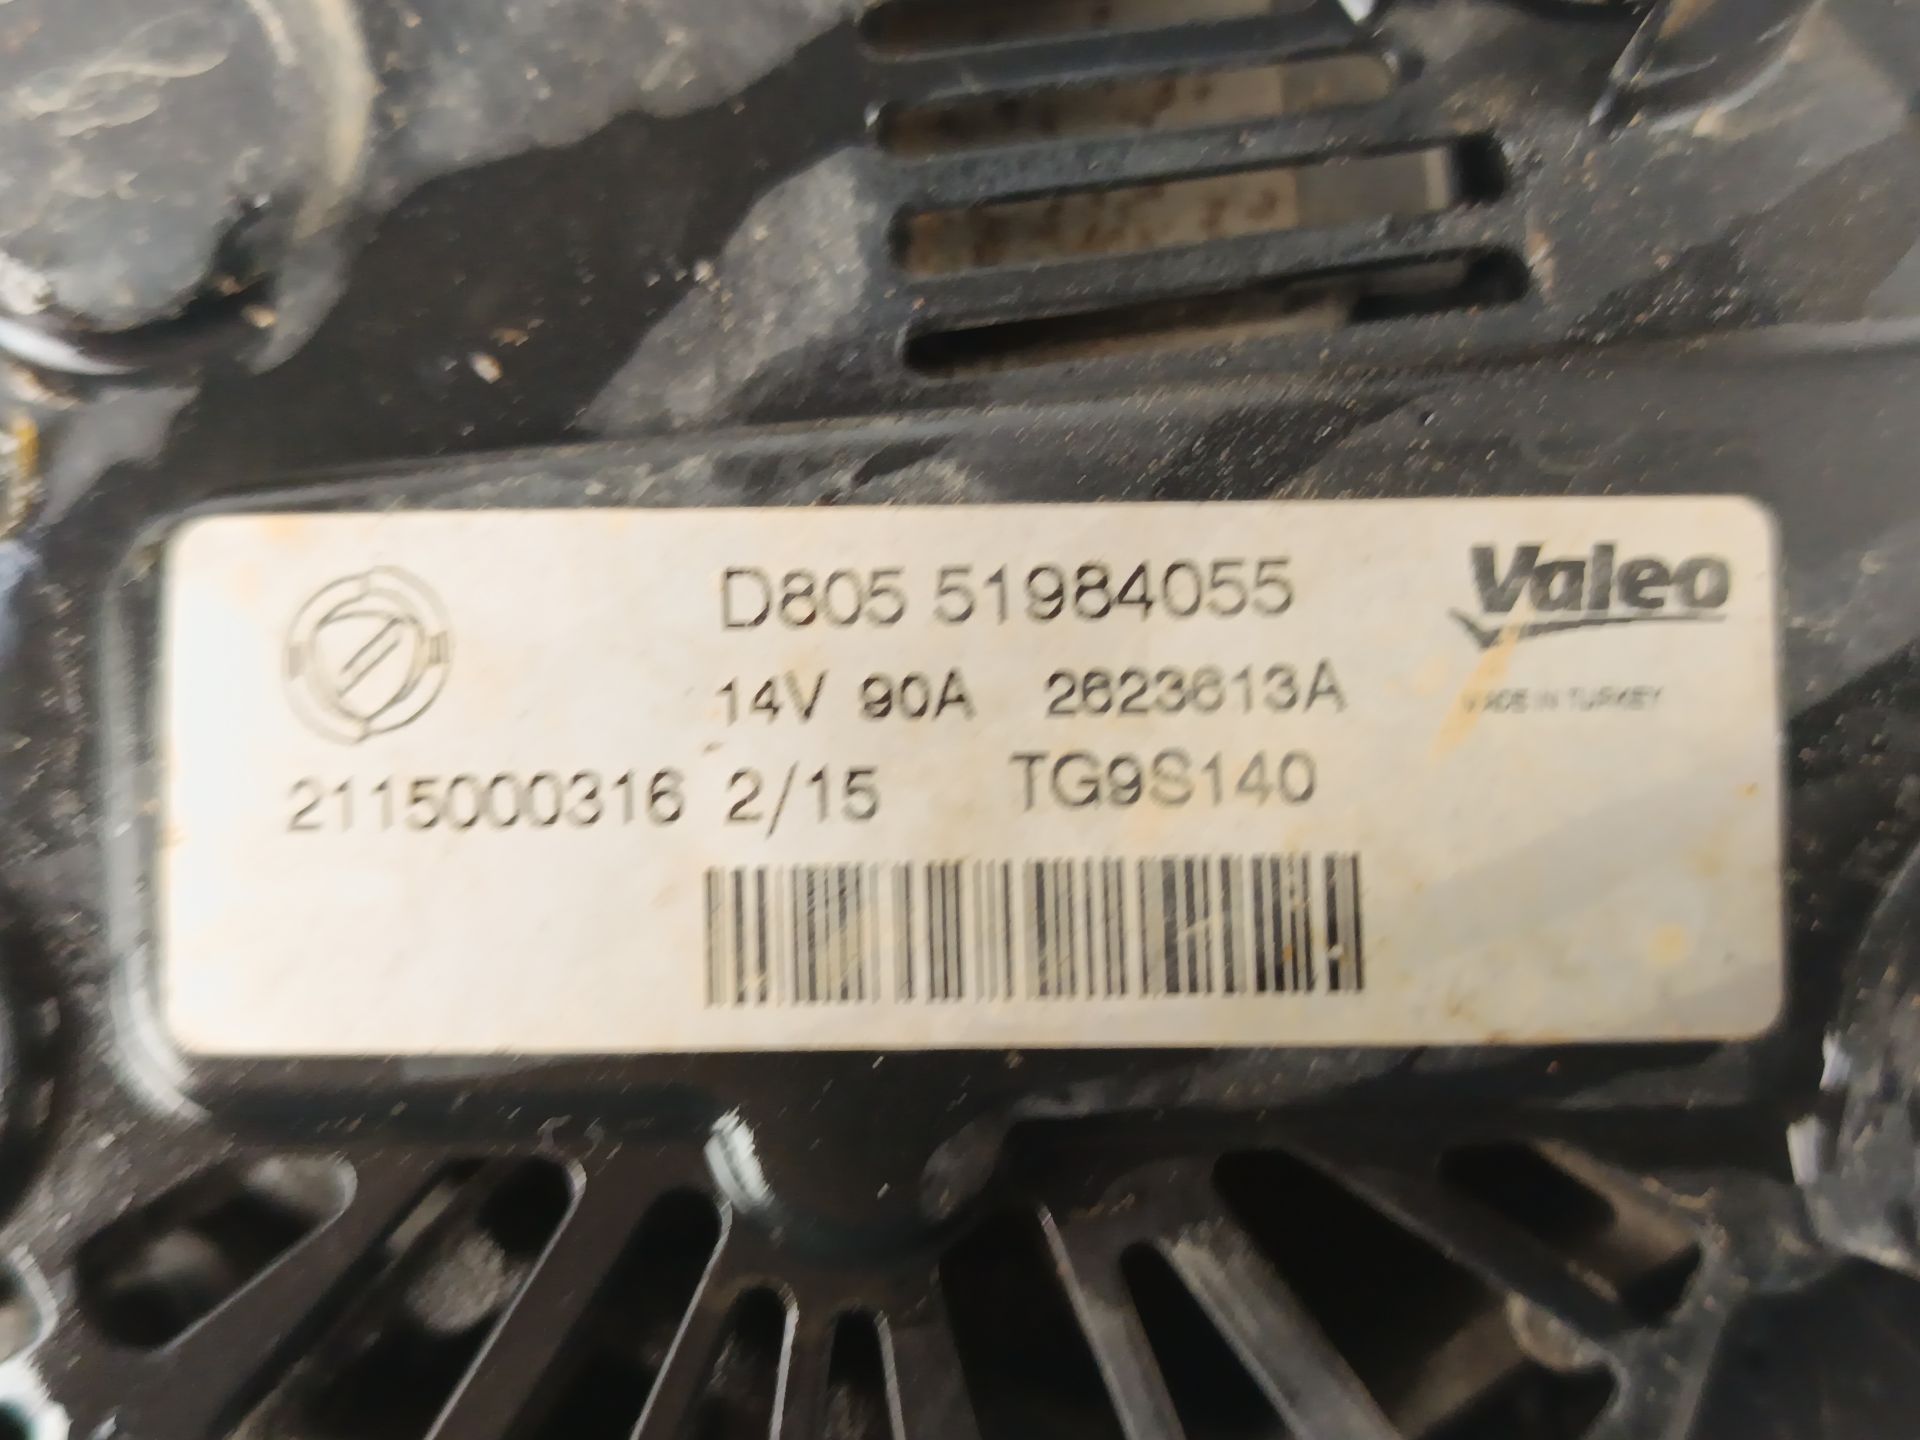 D805 51984055
Valeo
14V 90A 2623613A
MADE IN TURKEY
2115000316 2/15 TG9S140